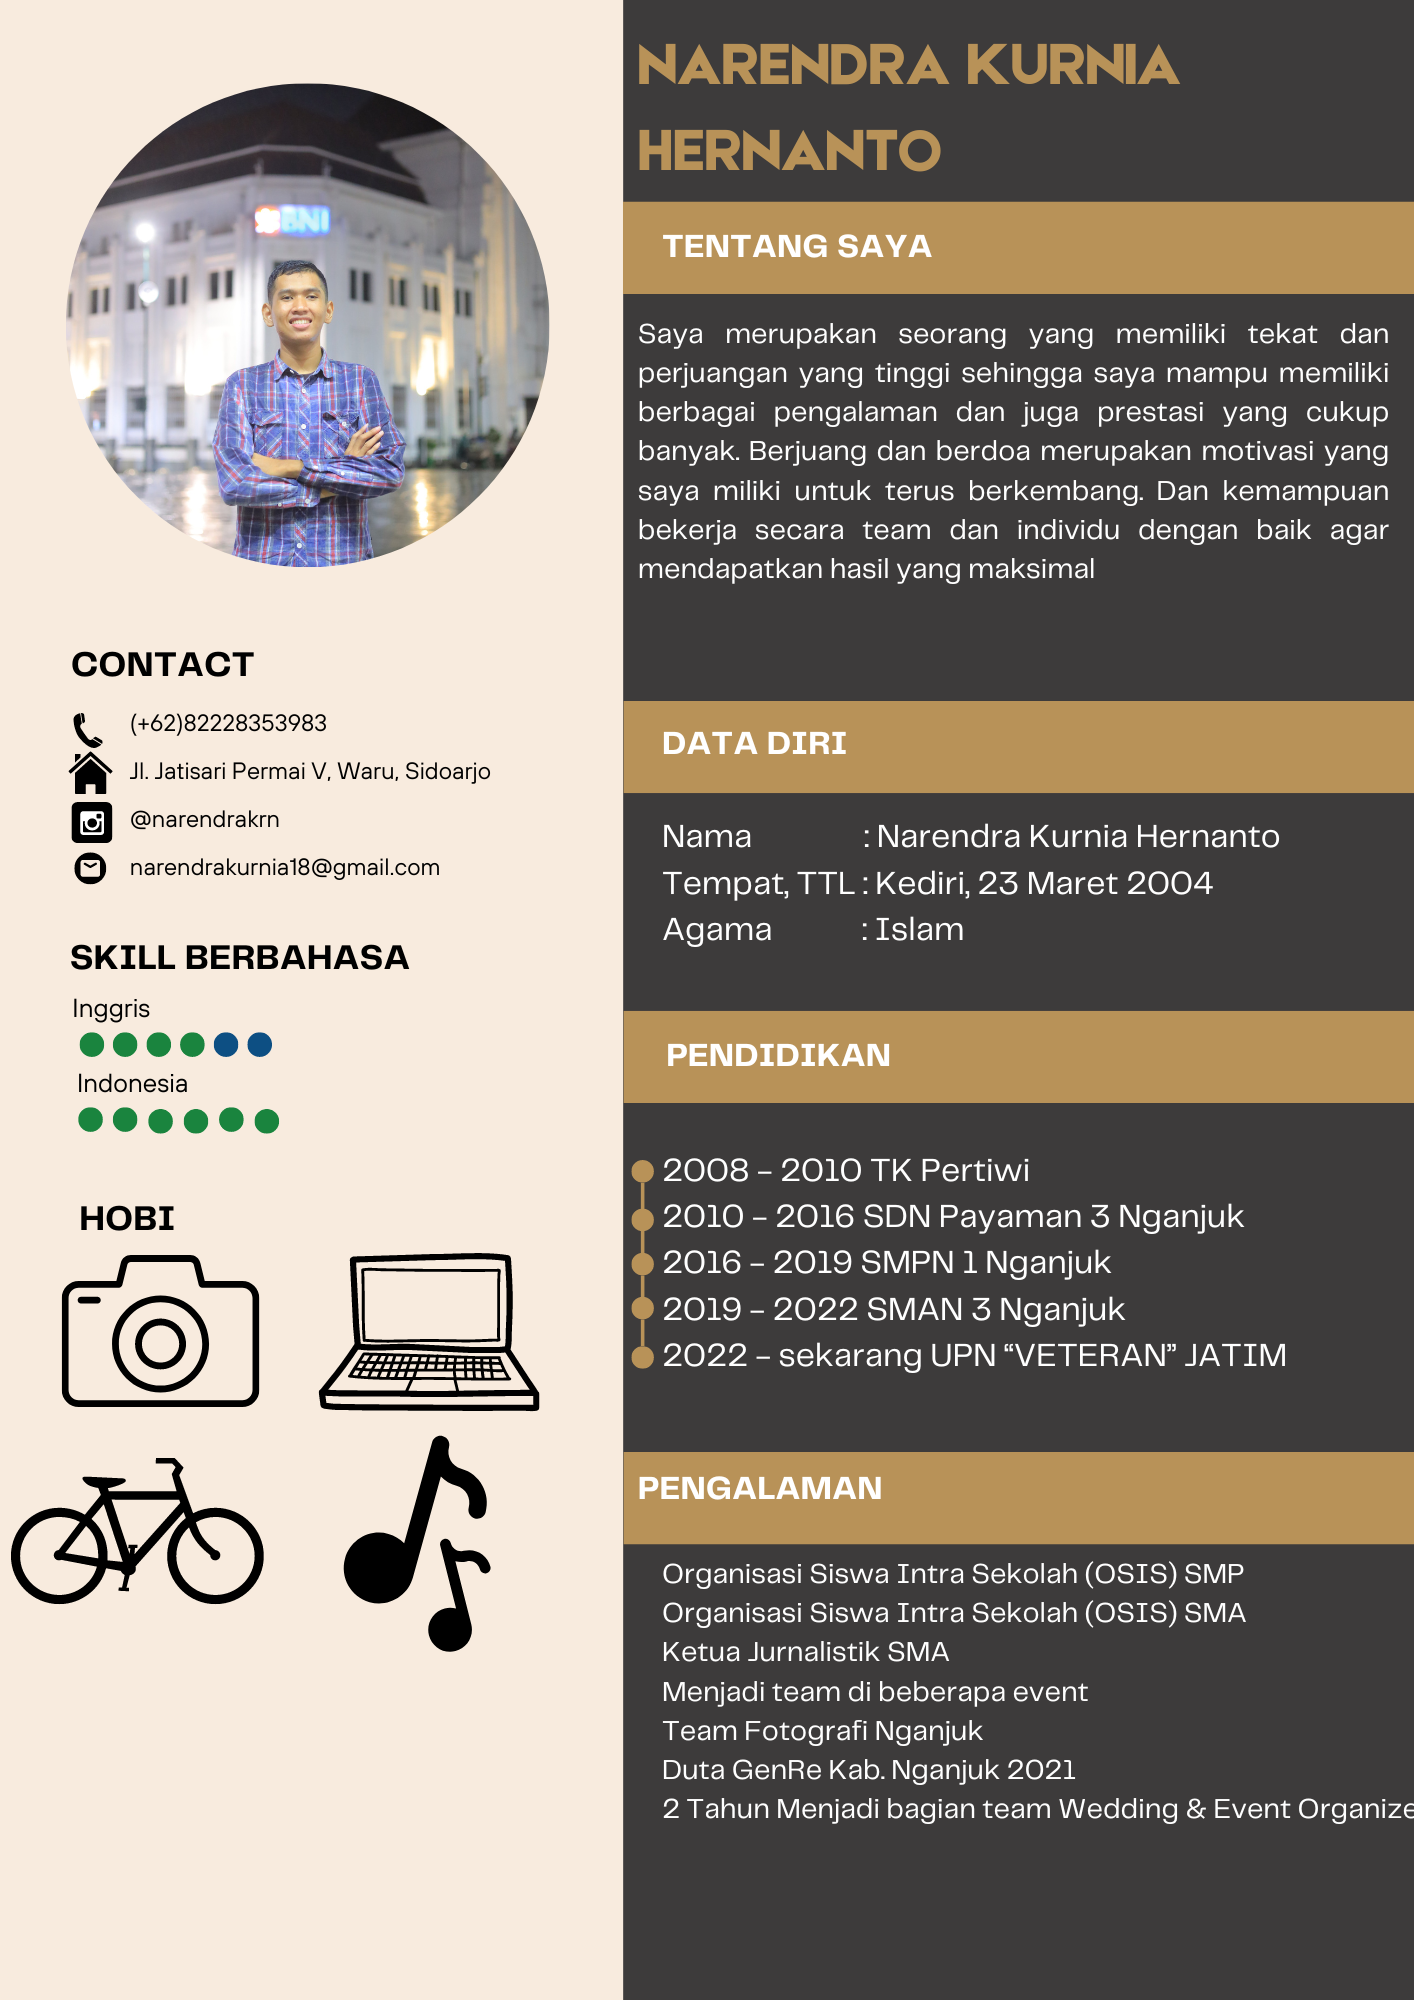 NARENDRA KURNIA
HERNANTO
BNI
CONTACT
(+62)82228353983
Jl. Jatisari Permai V, Waru, Sidoarjo
@narendrakrn
narendrakurnia18@gmail.com
SKILL BERBAHASA
Inggris
Indonesia
HOBI
TENTANG SAYA
Saya merupakan seorang yang memiliki tekat dan
perjuangan yang tinggi sehingga saya mampu memiliki
berbagai pengalaman dan juga prestasi yang cukup
banyak. Berjuang dan berdoa merupakan motivasi yang
saya miliki untuk terus berkembang. Dan kemampuan
bekerja secara team dan individu dengan baik agar
mendapatkan hasil yang maksimal
DATA DIRI
Nama : Narendra Kurnia Hernanto
Tempat, TTL : Kediri, 23 Maret 2004
Agama : Islam
PENDIDIKAN
2008 - 2010 TK Pertiwi
2010 - 2016 SDN Payaman 3 Nganjuk
2016 - 2019 SMPN 1 Nganjuk
2019 - 2022 SMAN 3 Nganjuk
2022 - sekarang UPN “VETERAN” JATIM
PENGALAMAN
Organisasi Siswa Intra Sekolah (OSIS) SMP
Organisasi Siswa Intra Sekolah (OSIS) SMA
Ketua Jurnalistik SMA
Menjadi team di beberapa event
Team Fotografi Nganjuk
Duta GenRe Kab. Nganjuk 2021
2 Tahun Menjadi bagian team Wedding & Event Organize